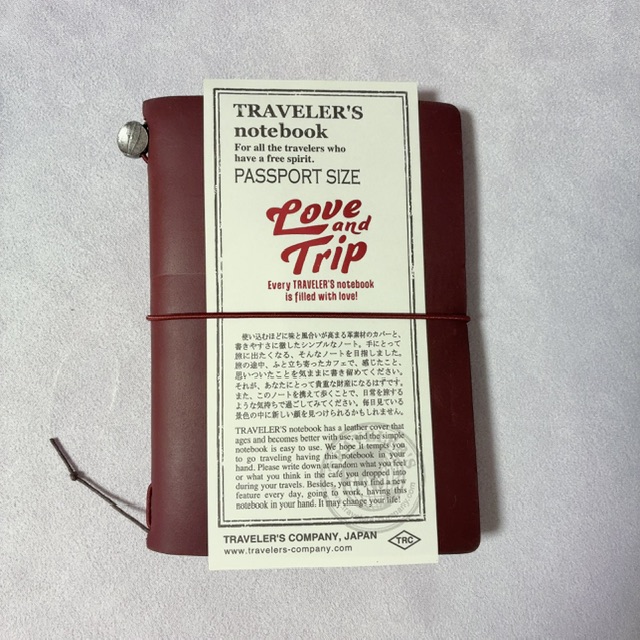 TRAVELER'S
notebook
For all the travelers who
have a free spirit.
PASSPORT SIZE
Love
and
Trip
Every TRAVELER'S notebook
is filled with love!
使い込むほどに味と風合いが高まる革素材のカバーと、
書きやすさに徹したシンプルなノート。手にとって
旅に出たくなる、そんなノートを目指しました。
旅の途中、ふと立ち寄ったカフェで、感じたこと、
思いついたことを気ままに書き留めてください。
それが、あなたにとって貴重な財産になるはずです。
また、このノートを携えて歩くことで、日常を旅する
ような気持ちで過ごしてみてください。毎日見ている
景色の中に新しい顔を見つけられるかもしれません。
TRAVELER'S notebook has a leather cover that
ages and becomes better with use, and the simple
notebook is easy to use. We hope it tempts you
to go traveling having this notebook in your
hand. Please write down at random what you feel
or what you think in the café you dropped into
during your travels. Besides, you may find a new
feature every day, going to work, having this
notebook in your hand. It may change your life!
TRAVELER'S COMPANY, JAPAN
TRC
www.travelers-company.com